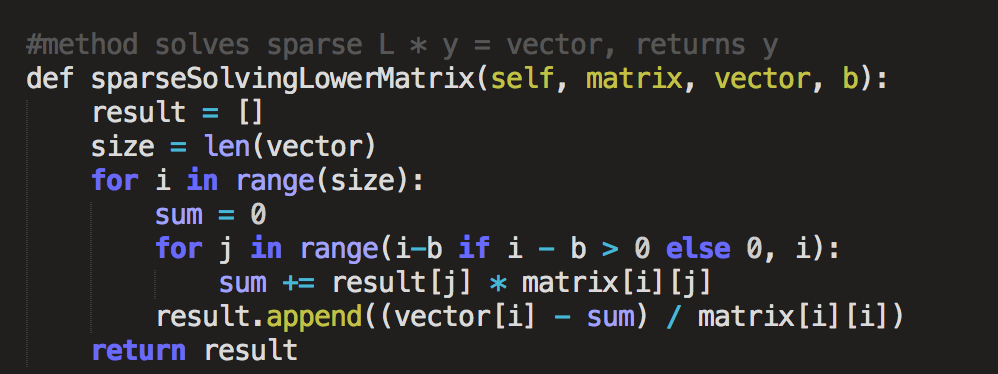 #method solves sparse L * y = vector, returns y
def sparseSolvingLowerMatrix(self, matrix, vector, b):
    result = []
    size = len(vector)
    for i in range(size):
        sum = 0
        for j in range(i-b if i - b > 0 else 0, i):
            sum += result[j] * matrix[i][j]
        result.append((vector[i] - sum) / matrix[i][i])
    return result